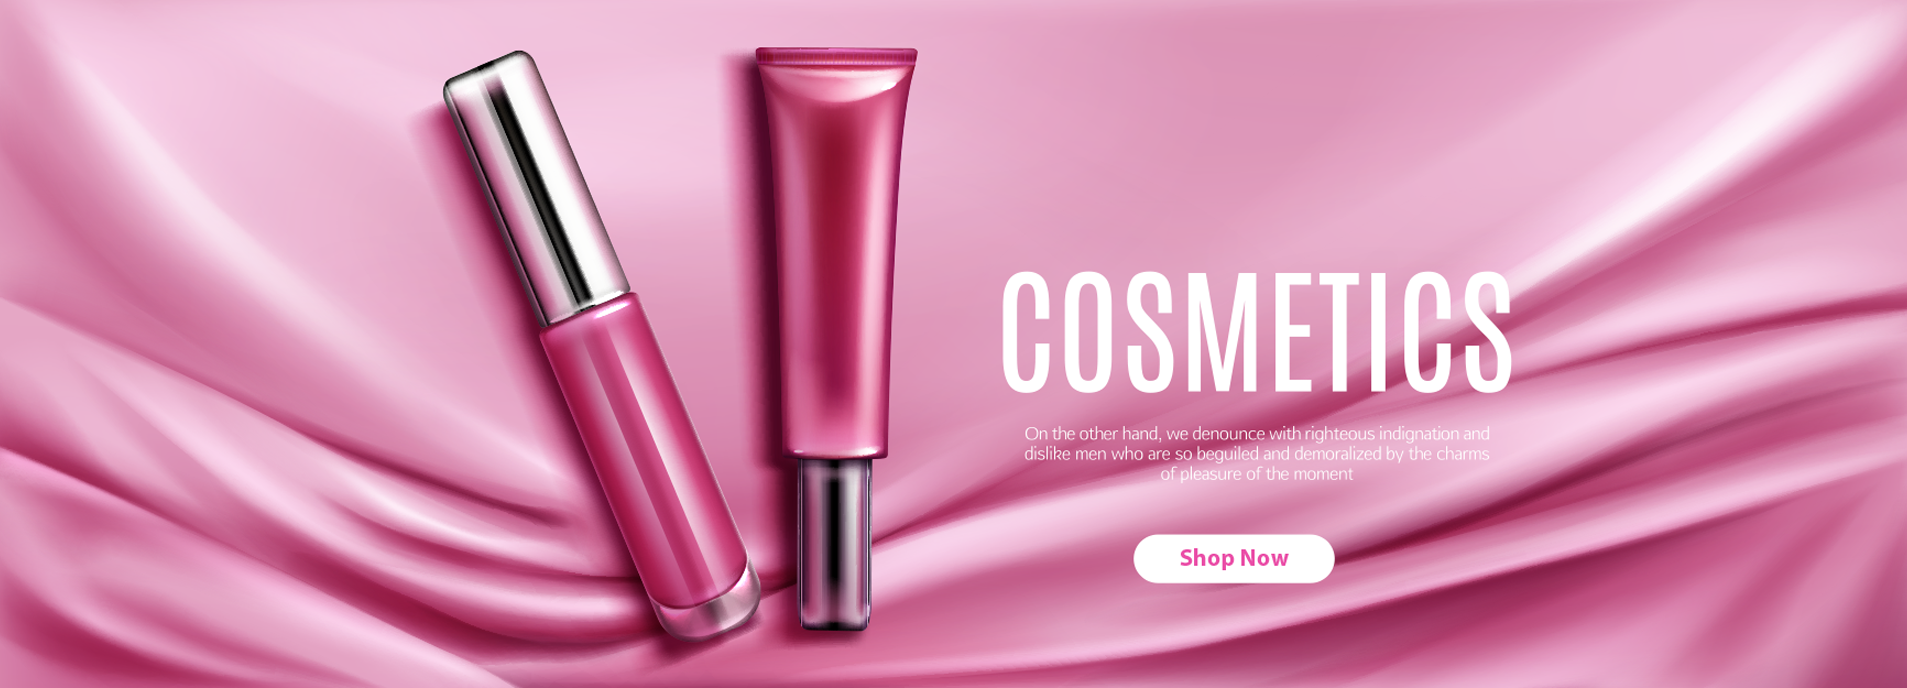 COSMETICS
On the other hand, we denounce with righteous indignation and
dislike men who are so beguiled and demoralized by the charms
of pleasure of the moment
Shop Now